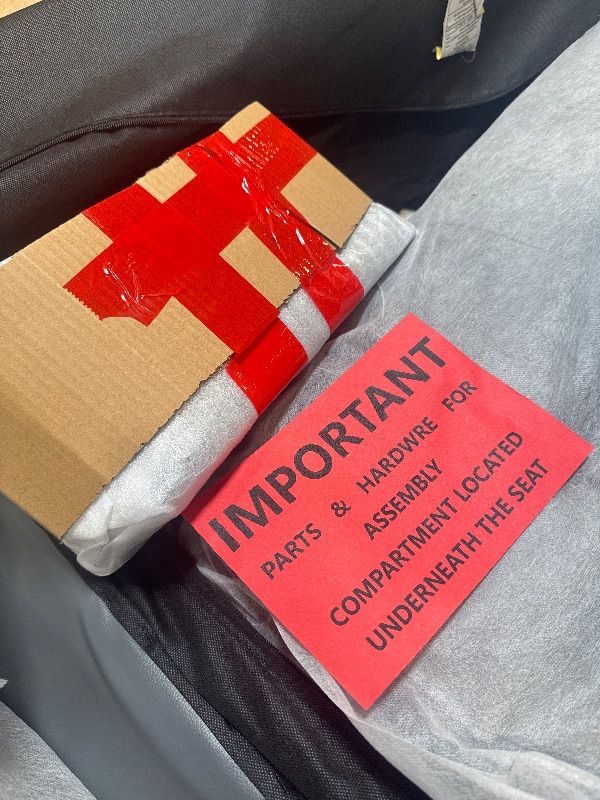 IMPORTANT
PARTS & HARDWRE FOR
ASSEMBLY
COMPARTMENT LOCATED
UNDERNEATH THE SEAT